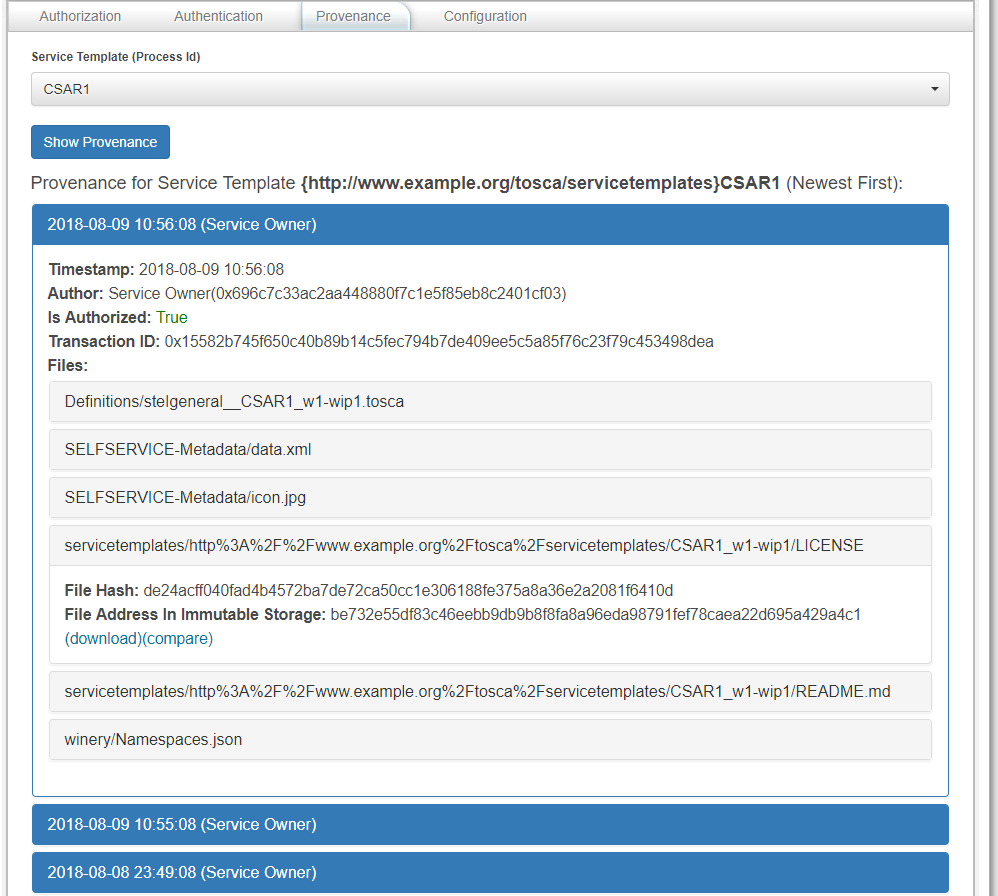 Authorization Authentication Provenance Configuration
Service Template (Process Id)
CSAR1
Show Provenance
Provenance for Service Template {http://www.example.org/tosca/servicetemplates}CSAR1 (Newest First):
2018-08-09 10:56:08 (Service Owner)
Timestamp: 2018-08-09 10:56:08
Author: Service Owner(0x696c7c33ac2aa448880f7c1e5f85eb8c2401cf03)
Is Authorized: True
Transaction ID: 0x15582b745f650c40b89b14c5fec794b7de409ee5c5a85f76c23f79c453498dea
Files:
Definitions/stelgeneral__CSAR1_w1-wip1.tosca
SELFSERVICE-Metadata/data.xml
SELFSERVICE-Metadata/icon.jpg
servicetemplates/http%3A%2F%2Fwww.example.org%2Ftosca%2Fservicetemplates/CSAR1_w1-wip1/LICENSE
File Hash: de24acff040fad4b4572ba7de72ca50cc1e306188fe375a8a36e2a2081f6410d
File Address In Immutable Storage: be732e55df83c46eebb9db9b8f8fa8a96eda98791fef78caea22d695a429a4c1
(download)(compare)
servicetemplates/http%3A%2F%2Fwww.example.org%2Ftosca%2Fservicetemplates/CSAR1_w1-wip1/README.md
winery/Namespaces.json
2018-08-09 10:55:08 (Service Owner)
2018-08-08 23:49:08 (Service Owner)